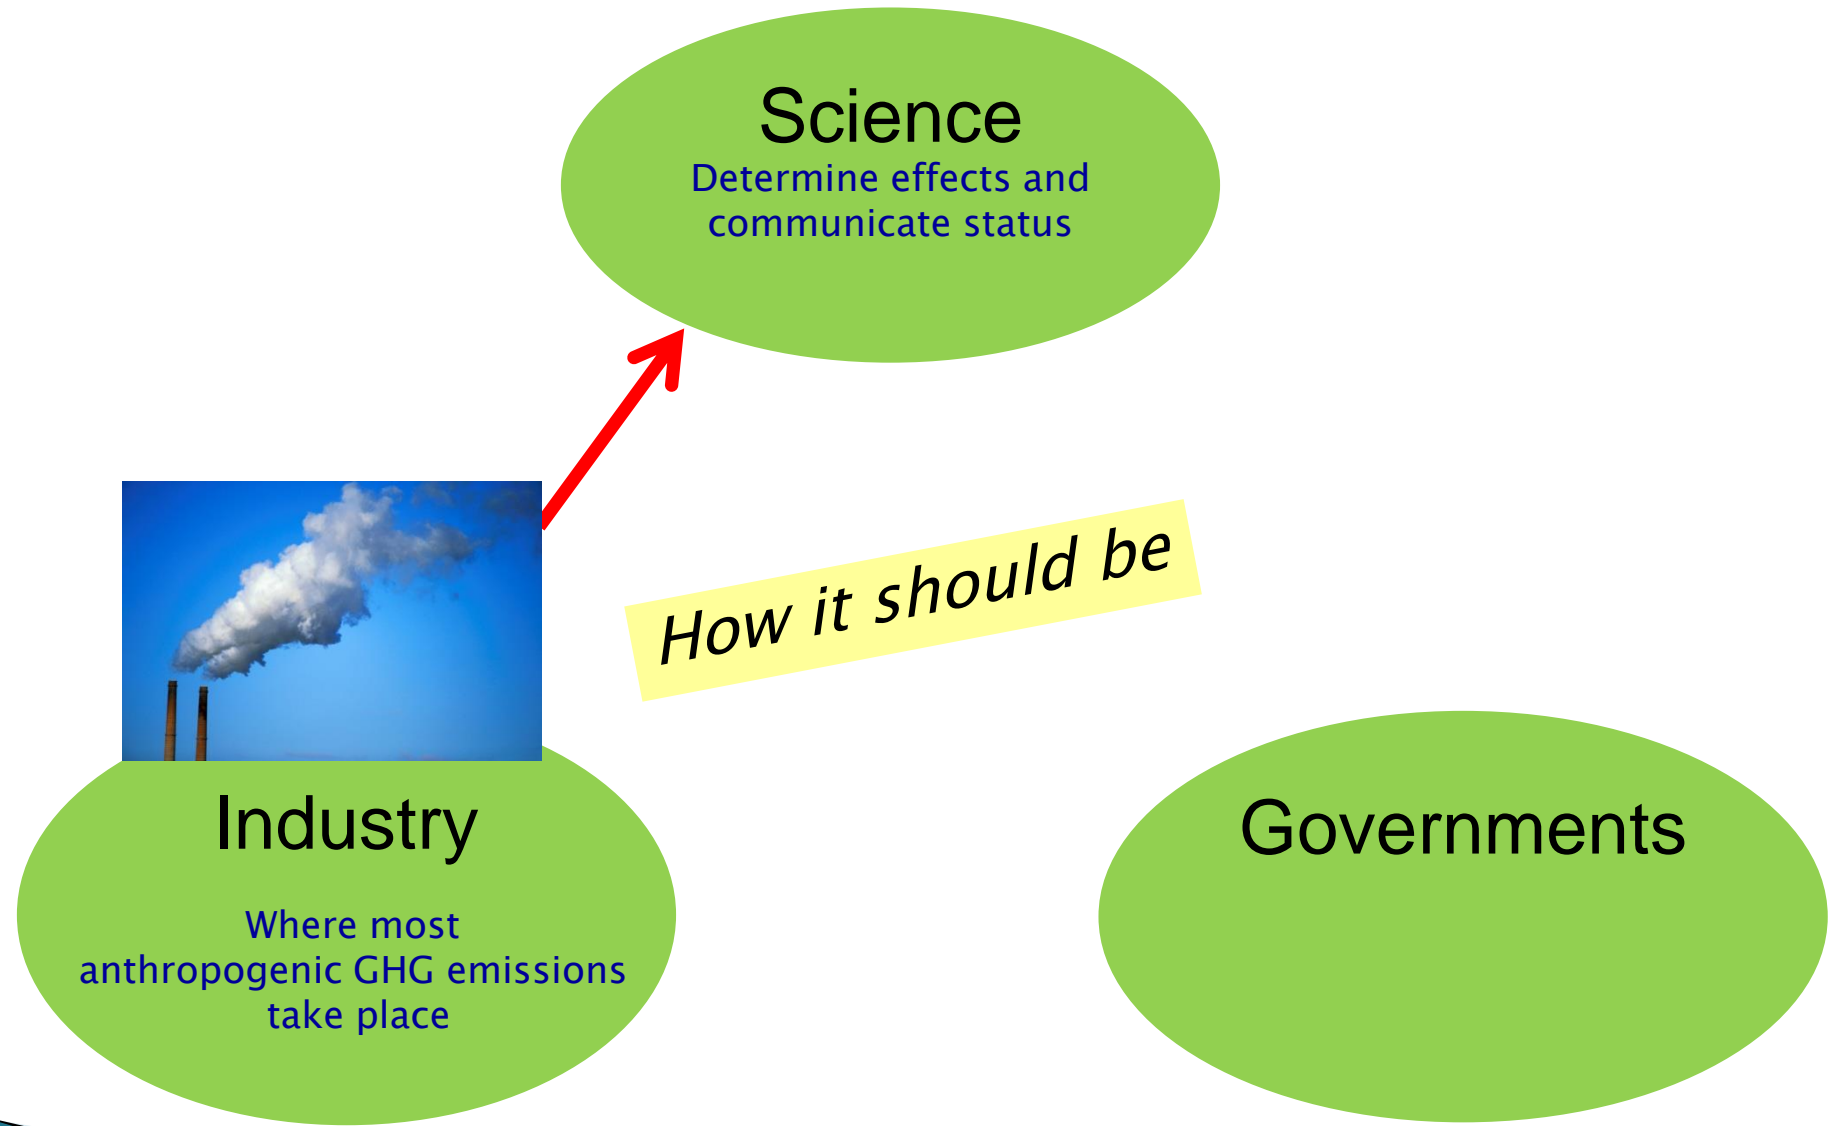 Science
Determine effects and
communicate status
How it should be
Industry
Where most
anthropogenic GHG emissions
take place
Governments